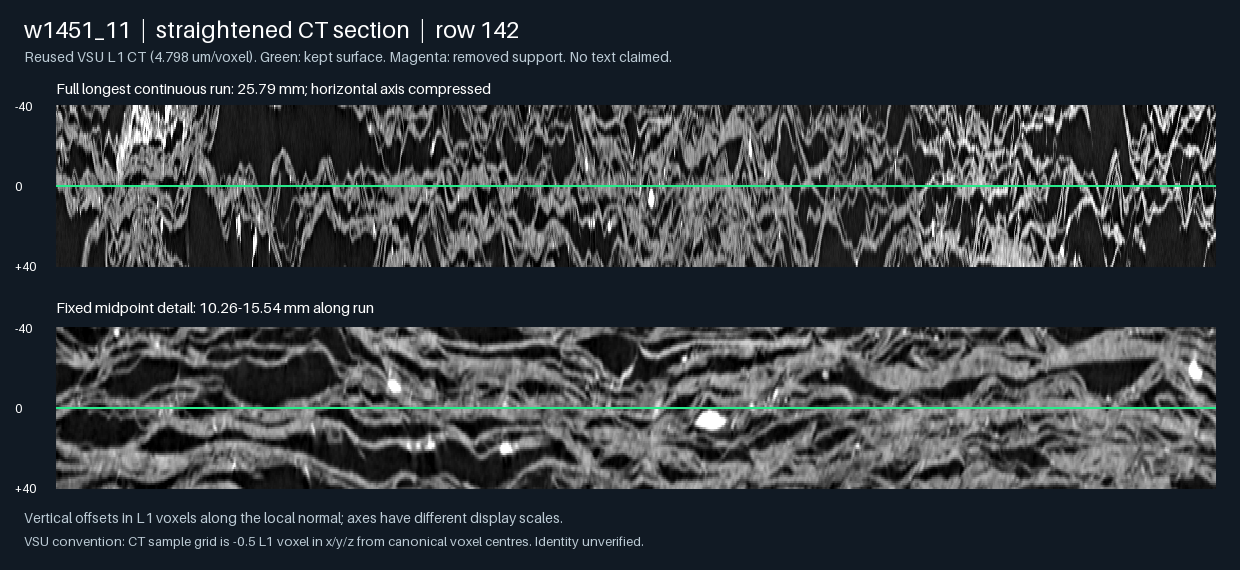 w1451_11 | straightened CT section | row 142
Reused VSU L1 CT (4.798 um/voxel). Green: kept surface. Magenta: removed support. No text claimed.
Full longest continuous run: 25.79 mm; horizontal axis compressed
-40
0
+40
Fixed midpoint detail: 10.26-15.54 mm along run
-40
0
+40
Vertical offsets in L1 voxels along the local normal; axes have different display scales.
VSU convention: CT sample grid is -0.5 L1 voxel in x/y/z from canonical voxel centres. Identity unverified.